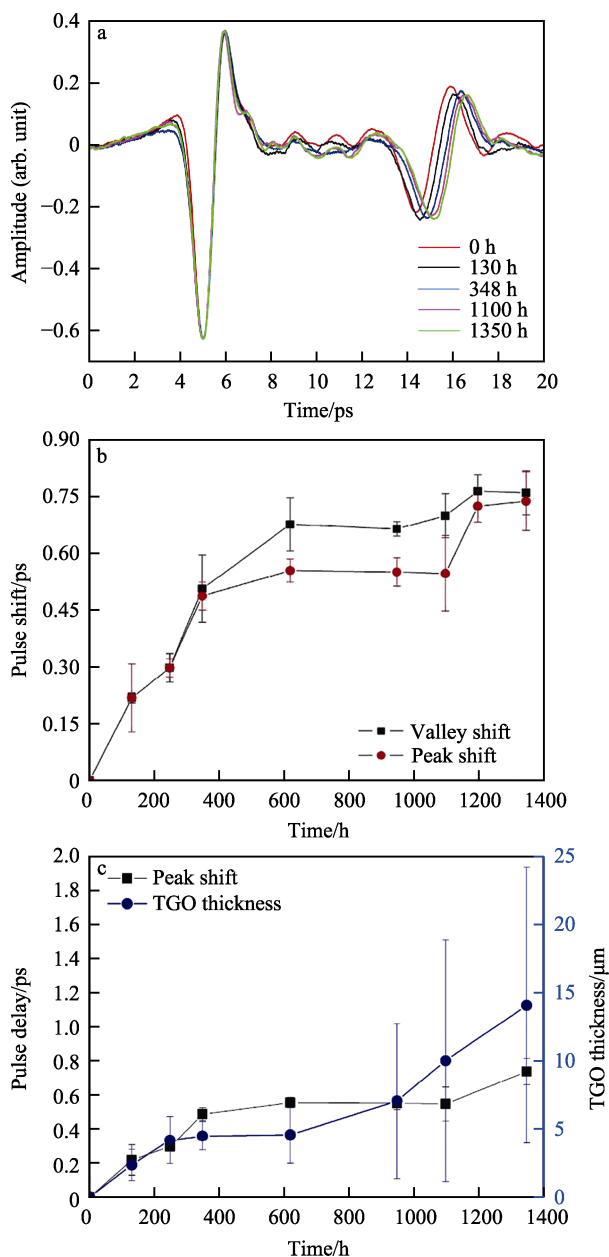 a
0.4
0.2
0
−0.2
−0.4
−0.6
Amplitude (arb. unit)
0 h
130 h
348 h
1100 h
1350 h
0 2 4 6 8 10 12 14 16 18 20
Time/ps
b
0.90
0.75
0.60
0.45
0.30
0.15
0
Pulse shift/ps
Valley shift
Peak shift
0 200 400 600 800 1000 1200 1400
Time/h
c
2.0
1.8
1.6
1.4
1.2
1.0
0.8
0.6
0.4
0.2
0
Pulse delay/ps
Peak shift
TGO thickness
25
20
15
10
5
0
TGO thickness/μm
0 200 400 600 800 1000 1200 1400
Time/h